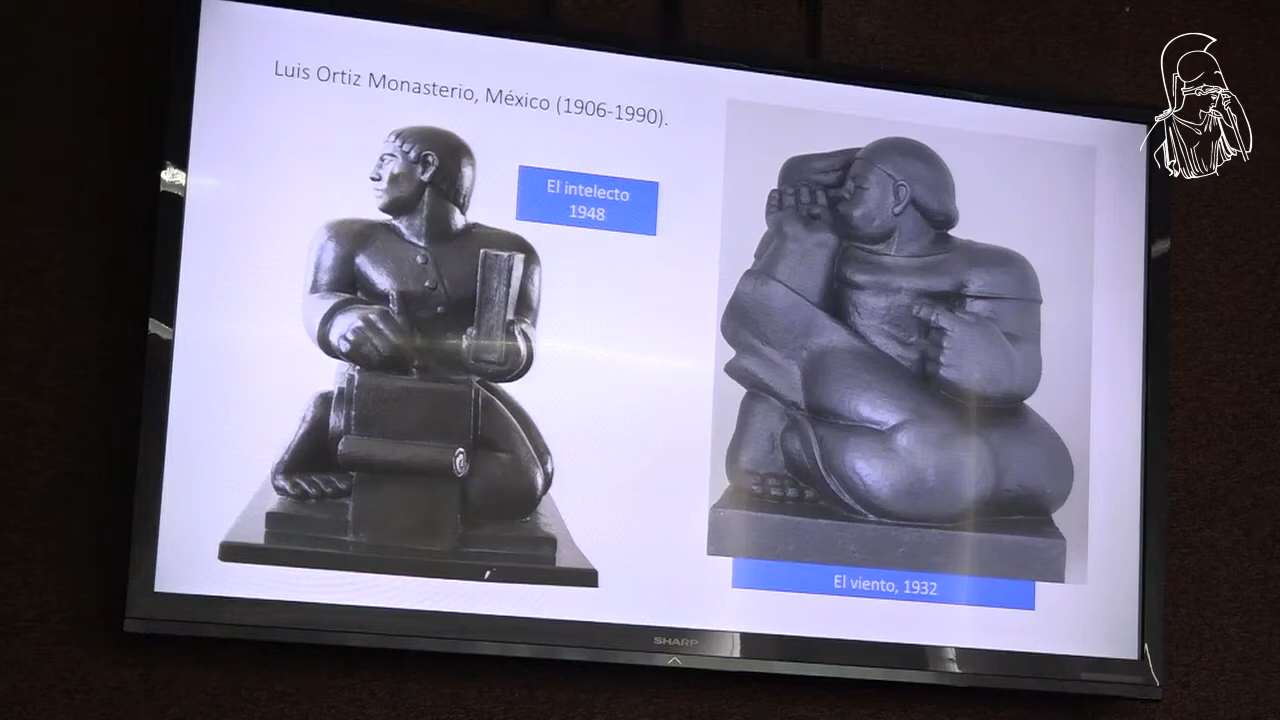 Luis Ortiz Monasterio, México (1906-1990).
El intelecto
1948
El viento, 1932
SHARP